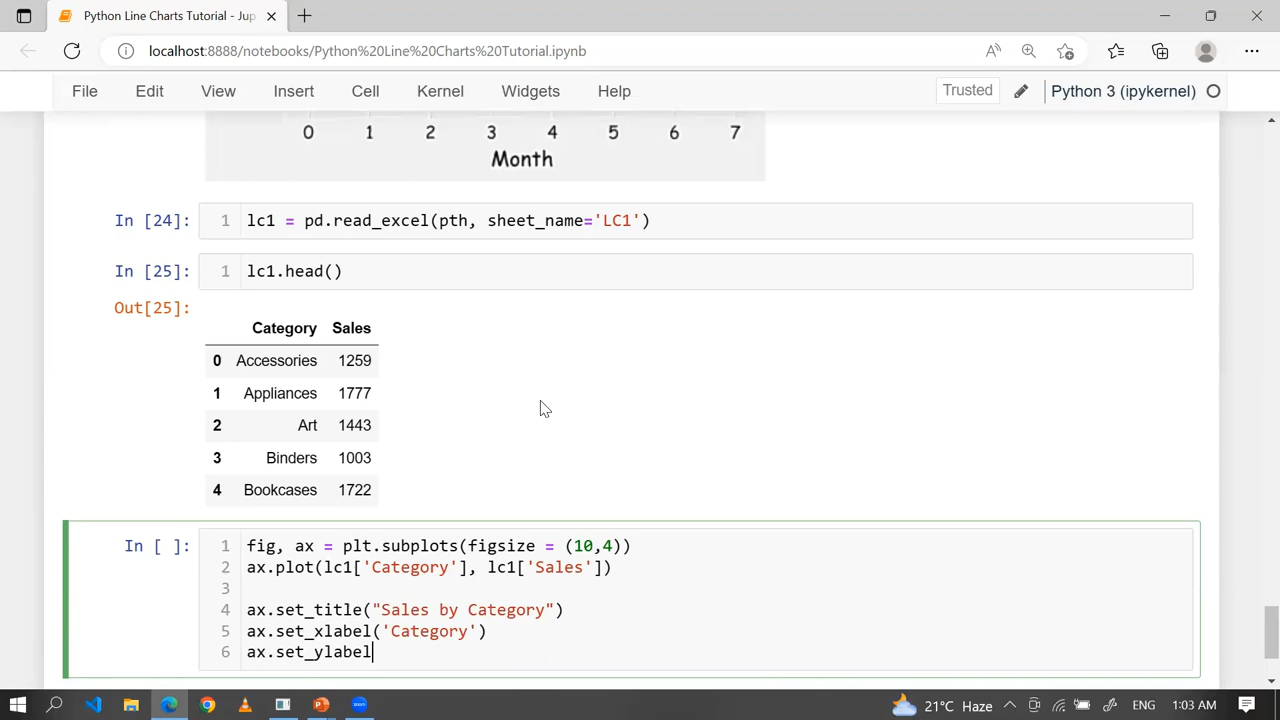 Python Line Charts Tutorial - Jup
localhost:8888/notebooks/Python%20Line%20Charts%20Tutorial.ipynb
File Edit View Insert Cell Kernel Widgets Help Trusted Python 3 (ipykernel)
0 1 2 3 4 5 6 7
Month
In [24]: 1 lc1 = pd.read_excel(pth, sheet_name='LC1')
In [25]: 1 lc1.head()
Out[25]:
Category Sales
0 Accessories 1259
1 Appliances 1777
2 Art 1443
3 Binders 1003
4 Bookcases 1722
In [ ]: 1 fig, ax = plt.subplots(figsize = (10,4))
2 ax.plot(lc1['Category'], lc1['Sales'])
3
4 ax.set_title("Sales by Category")
5 ax.set_xlabel('Category')
6 ax.set_ylabel
21°C Haze ENG 1:03 AM